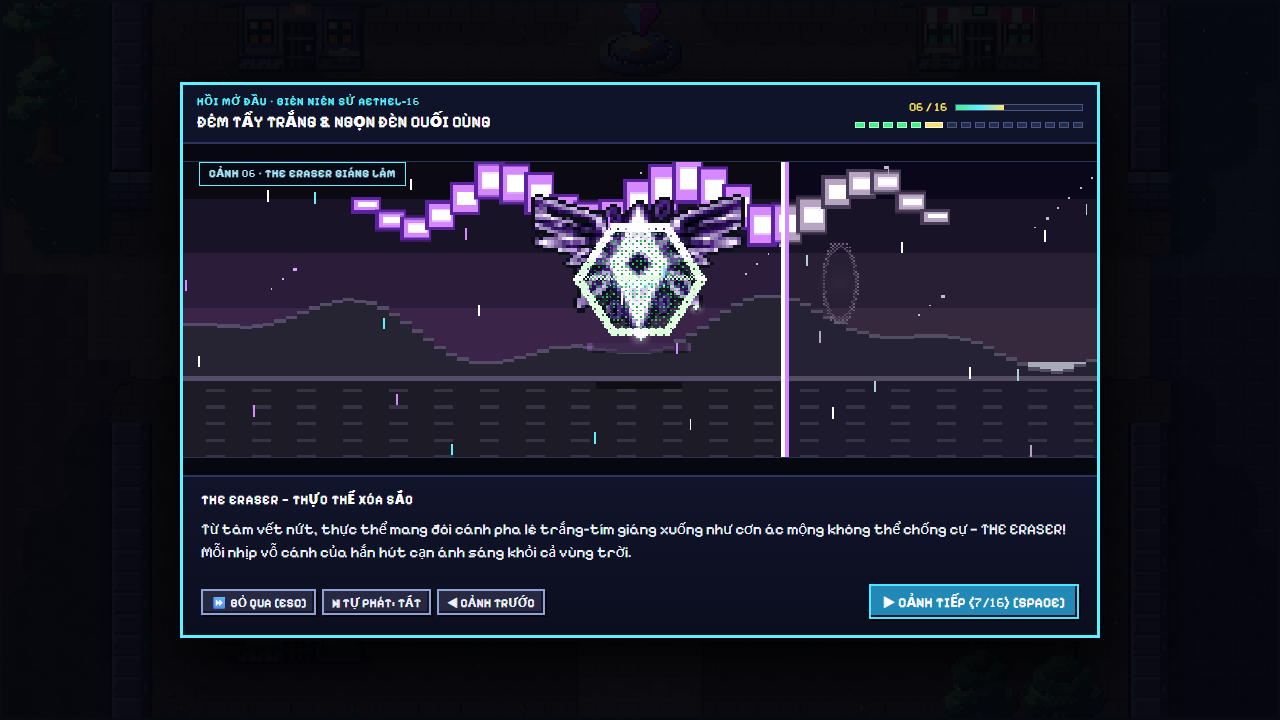 HỒI MỞ ĐẦU · BIÊN NIÊN SỬ AETHEL-16
ĐÊM TẨY TRẮNG & NGỌN ĐÈN CUỐI CÙNG
06 / 16
CẢNH 06 · THE ERASER GIÁNG LÂM
THE ERASER – THỰC THỂ XÓA SẮC
Từ tâm vết nứt, thực thể mang đôi cánh pha lê trắng-tím giáng xuống như cơn ác mộng không thể chống cự – THE ERASER!
Mỗi nhịp vỗ cánh của hắn hút cạn ánh sáng khỏi cả vùng trời.
⏩ BỎ QUA (ESC)
⏯ TỰ PHÁT: TẮT
◀ CẢNH TRƯỚC
▶ CẢNH TIẾP (7/16) [SPACE]